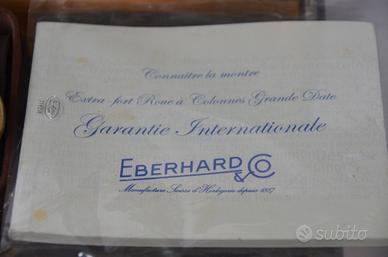 Connaître la montre
Extra-fort Roue à Colonnes Grande Date
Garantie Internationale
EBERHARD & CO
Manufacture Suisse d'Horlogerie depuis 1887
subito